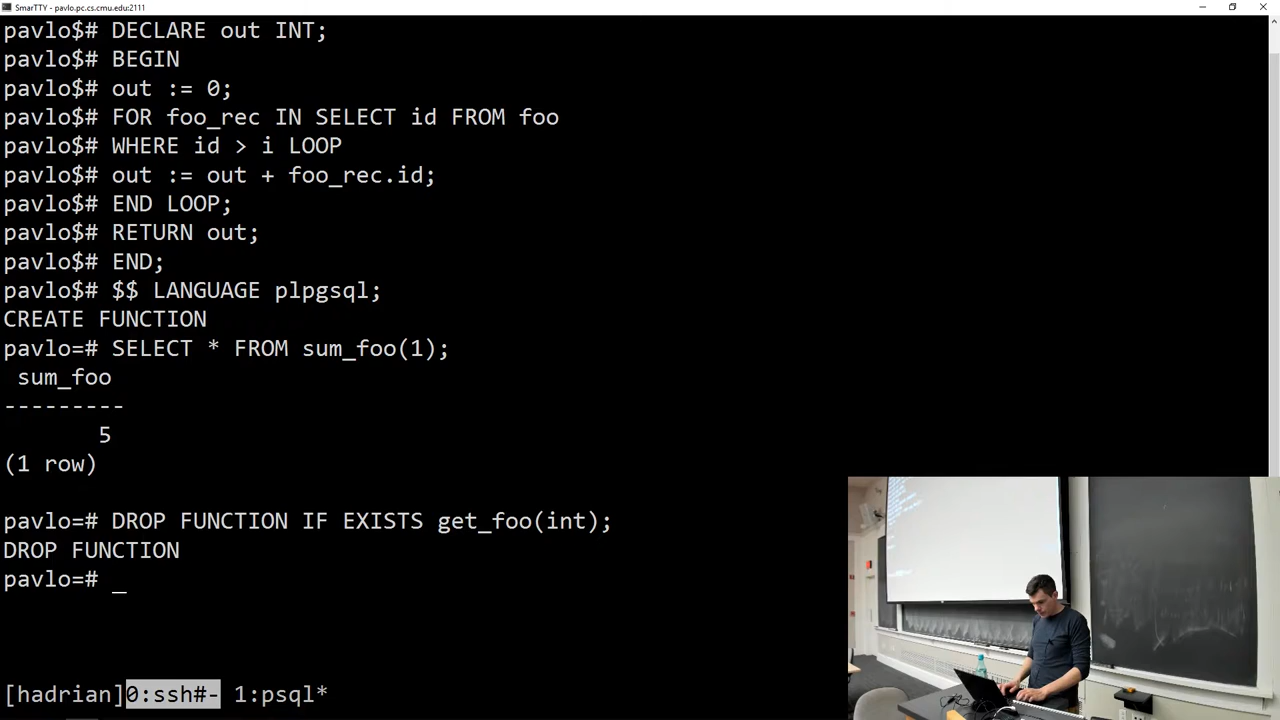 SmarTTY - pavlo.pc.cs.cmu.edu:2111
pavlo$# DECLARE out INT;
pavlo$# BEGIN
pavlo$# out := 0;
pavlo$# FOR foo_rec IN SELECT id FROM foo
pavlo$# WHERE id > i LOOP
pavlo$# out := out + foo_rec.id;
pavlo$# END LOOP;
pavlo$# RETURN out;
pavlo$# END;
pavlo$# $$ LANGUAGE plpgsql;
CREATE FUNCTION
pavlo=# SELECT * FROM sum_foo(1);
sum_foo
---------
5
(1 row)
pavlo=# DROP FUNCTION IF EXISTS get_foo(int);
DROP FUNCTION
pavlo=# _
[hadrian]0:ssh#- 1:psql*